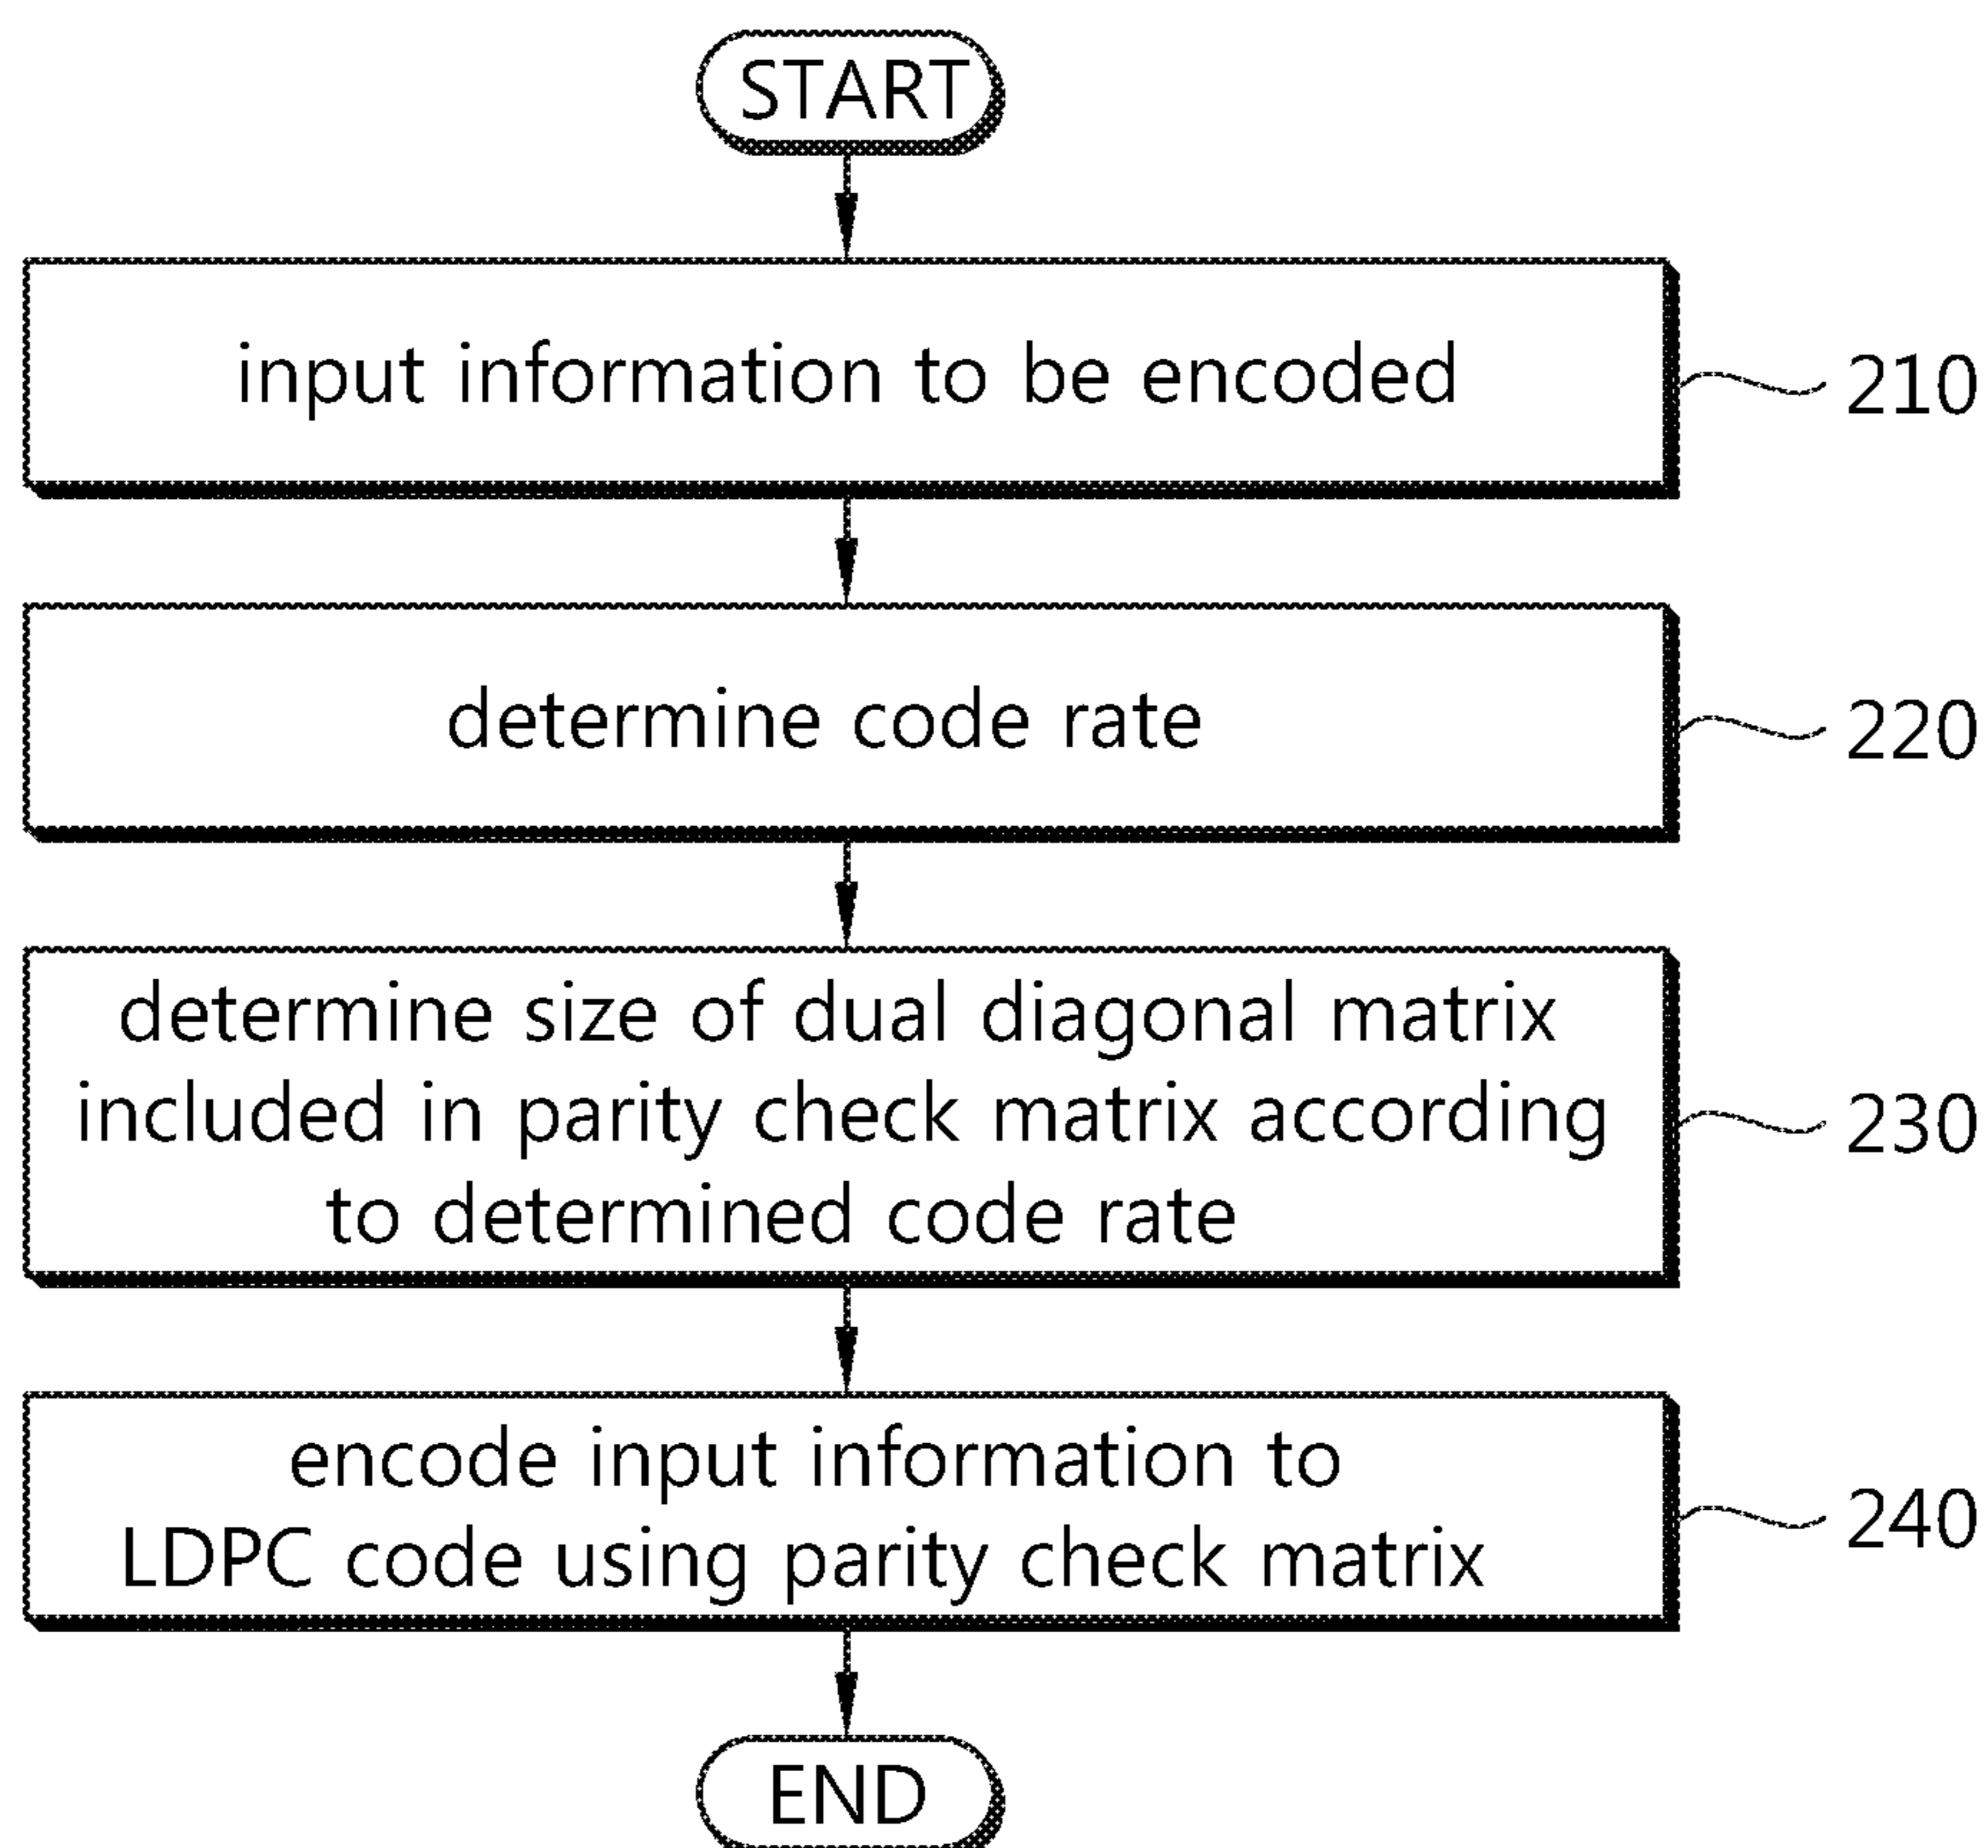 START
input information to be encoded
210
determine code rate
220
determine size of dual diagonal matrix
included in parity check matrix according
to determined code rate
230
encode input information to
LDPC code using parity check matrix
240
END